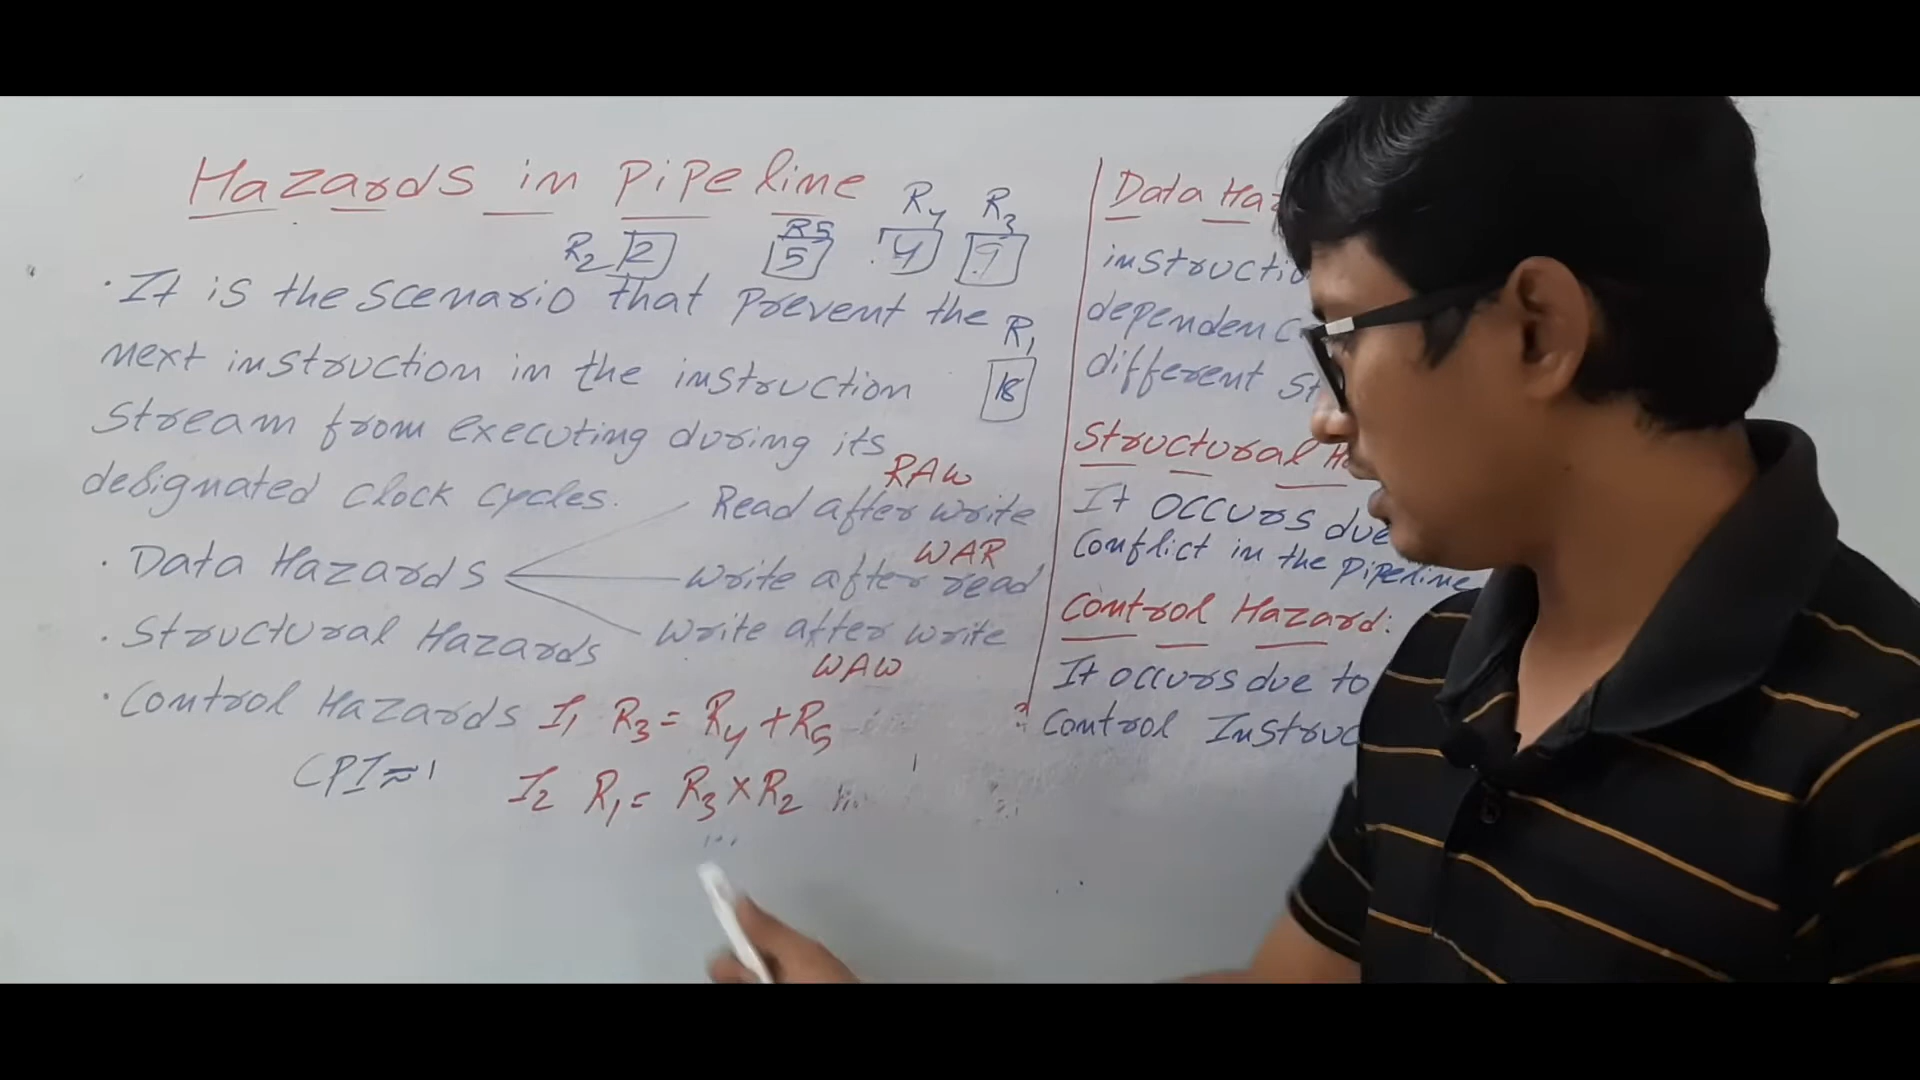 Hazards in Pipeline
R2 2 R5 5 R4 4 R3 9
• It is the scenario that prevent the
R1
next instruction in the instruction 18
stream from executing during its
designated clock cycles.
RAW
Read after write
• Data Hazards
WAR
write after read
• Structural Hazards
write after write
WAW
• Control Hazards
I1 R3 = R4 + R5
CPI ≈ 1
I2 R1 = R3 × R2
Data
instructio
dependenc
different st
Structural
It occurs due
conflict in the pipeline
Control Hazard:
It occurs due to
Control Instruc